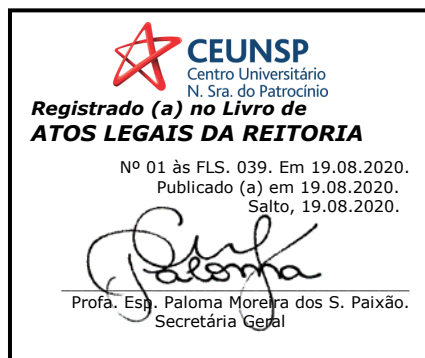 CEUNSP
Centro Universitário
N. Sra. do Patrocínio
Registrado (a) no Livro de
ATOS LEGAIS DA REITORIA
Nº 01 às FLS. 039. Em 19.08.2020.
Publicado (a) em 19.08.2020.
Salto, 19.08.2020.
Paloma
Profa. Esp. Paloma Moreira dos S. Paixão.
Secretária Geral